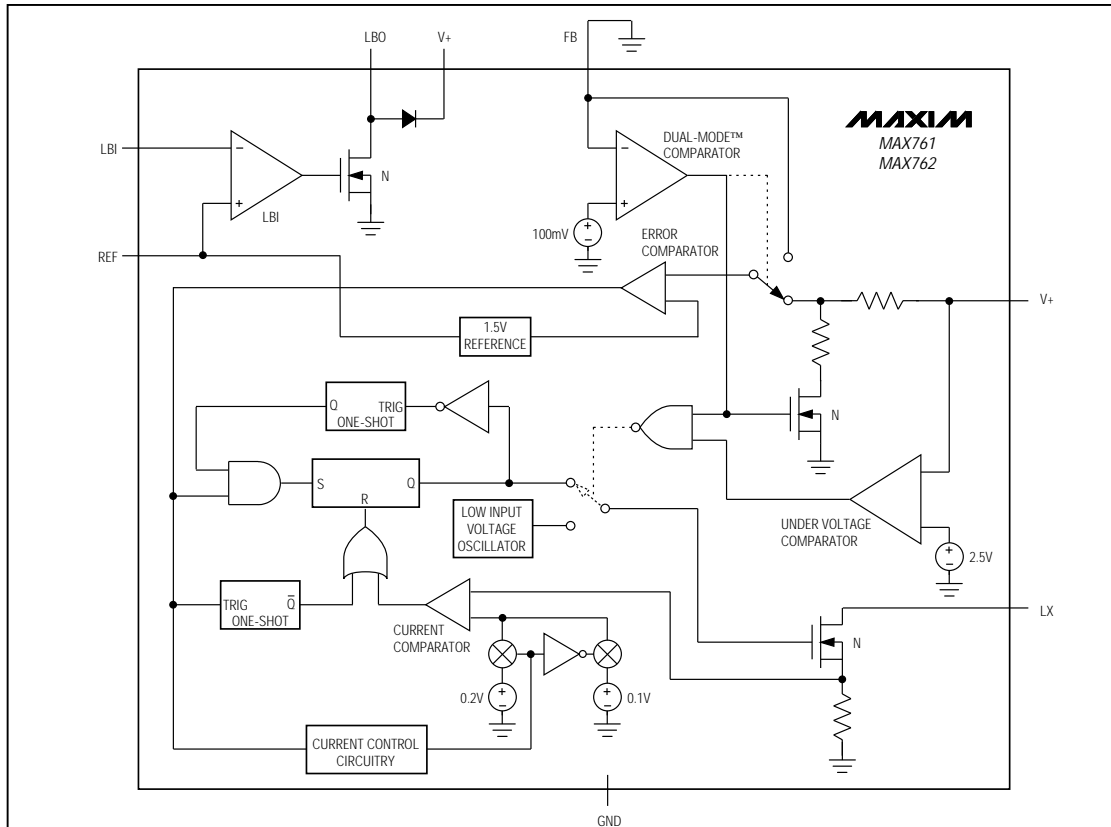 LBO
V+
FB
MAXIM
MAX761
MAX762
LBI
−
+
LBI
N
DUAL-MODE™
COMPARATOR
−
+
+
−
100mV
REF
ERROR
COMPARATOR
V+
1.5V
REFERENCE
Q
TRIG
ONE-SHOT
N
S
Q
R
LOW INPUT
VOLTAGE
OSCILLATOR
UNDER VOLTAGE
COMPARATOR
+
−
2.5V
TRIG
Q̅
ONE-SHOT
CURRENT
COMPARATOR
LX
N
0.2V
+
−
+
−
0.1V
CURRENT CONTROL
CIRCUITRY
GND